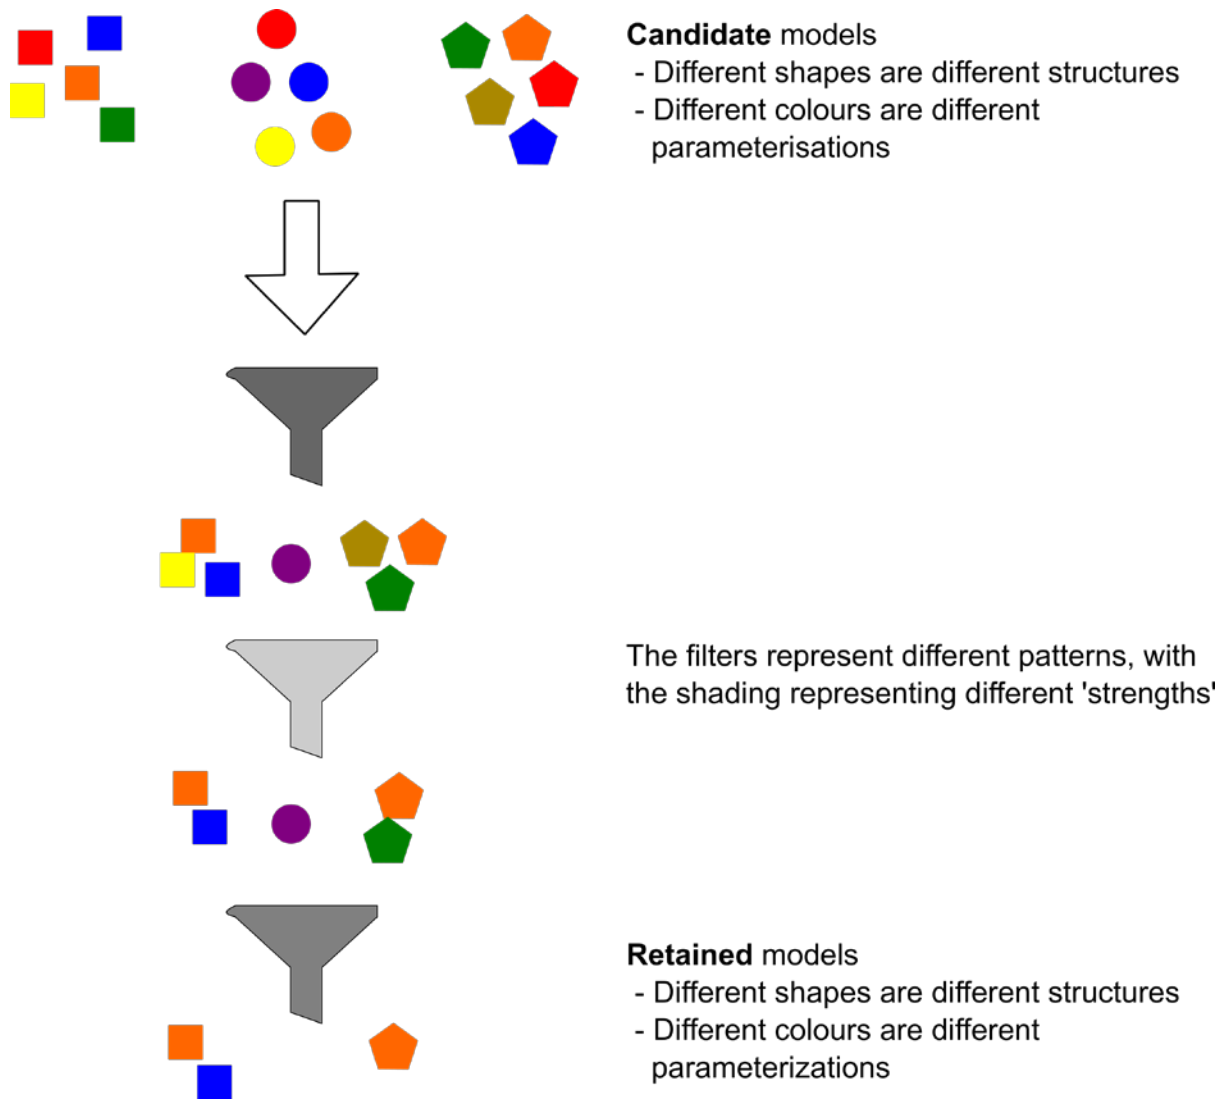 Candidate models
- Different shapes are different structures
- Different colours are different
parameterisations
The filters represent different patterns, with
the shading representing different 'strengths'
Retained models
- Different shapes are different structures
- Different colours are different
parameterizations